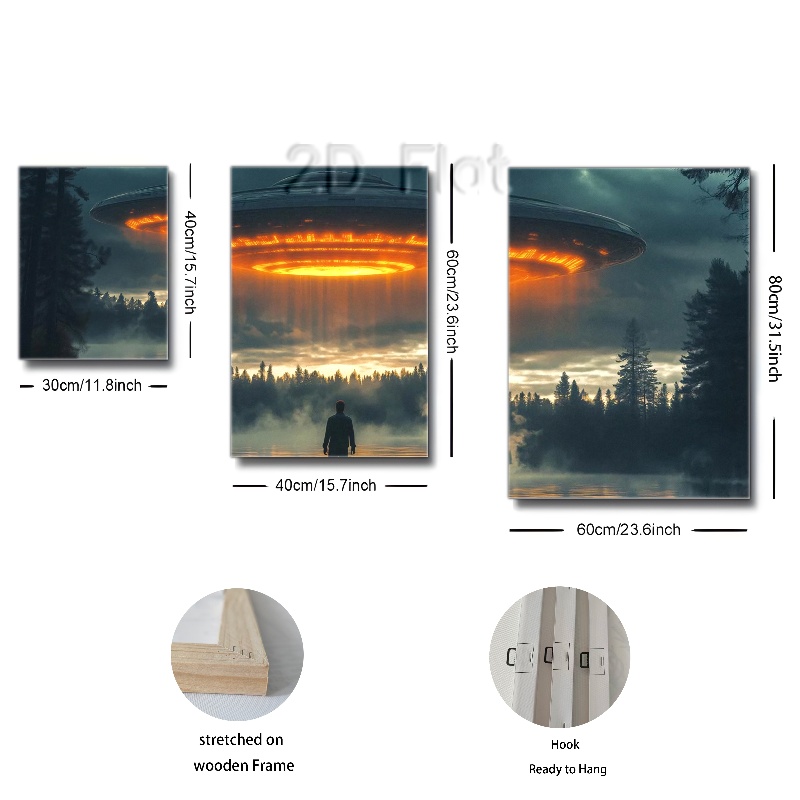 2D Flat
40cm/15.7inch
60cm/23.6inch
80cm/31.5inch
30cm/11.8inch
40cm/15.7inch
60cm/23.6inch
stretched on
wooden Frame
Hook
Ready to Hang